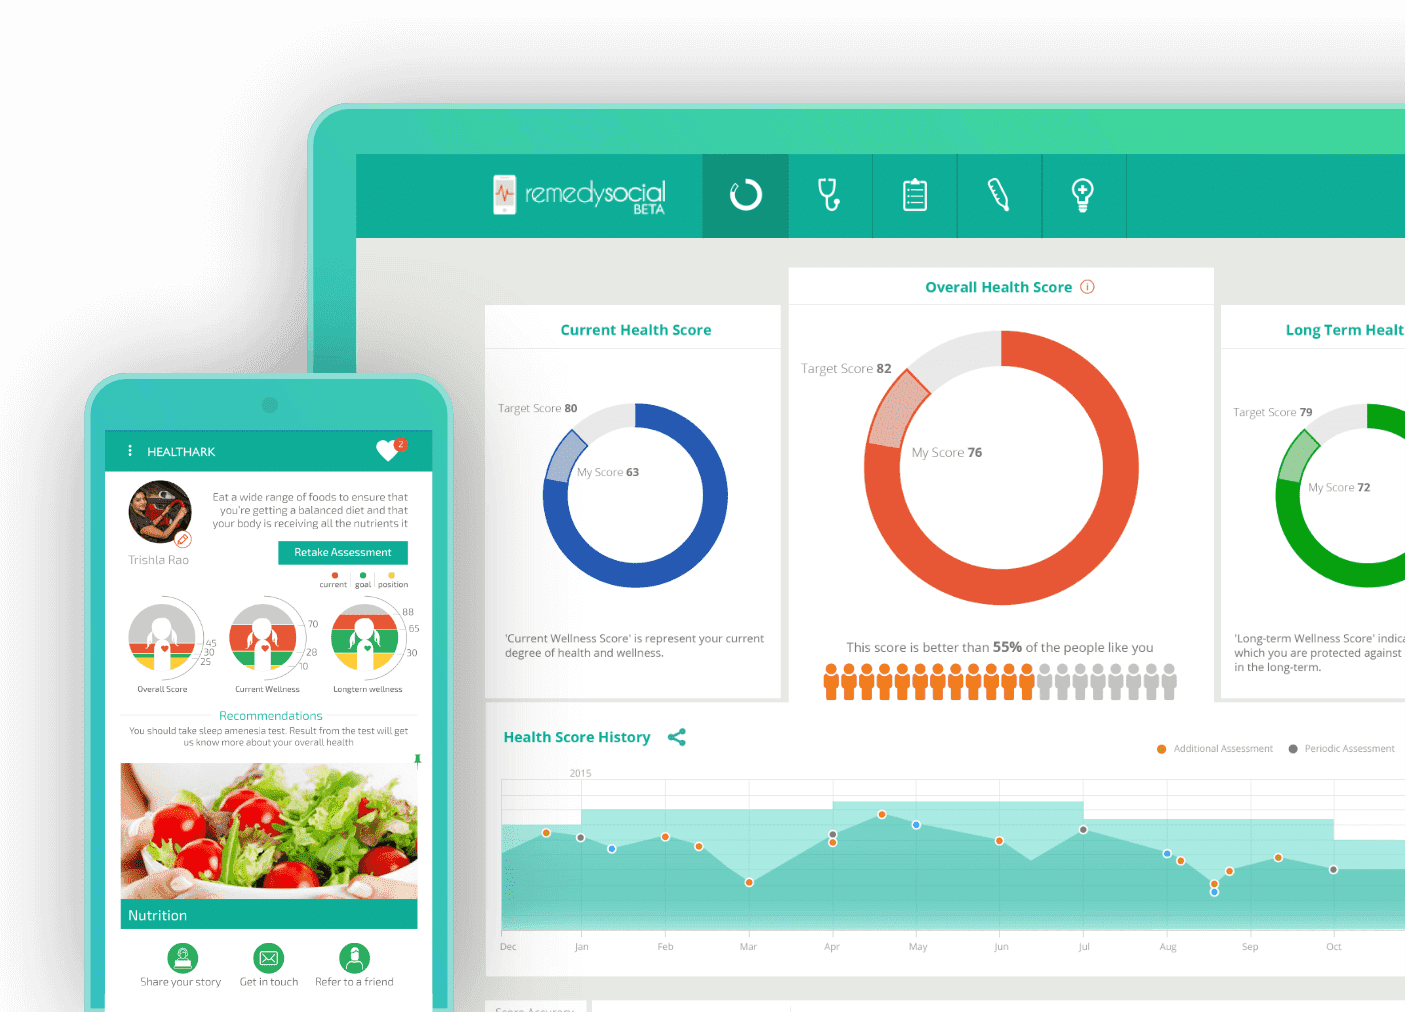 remedysocial
BETA
Overall Health Score
Current Health Score
Long Term Healt
Target Score 82
My Score 76
Target Score 80
My Score 63
Target Score 79
My Score 72
'Current Wellness Score' is represent your current
degree of health and wellness.
This score is better than 55% of the people like you
'Long-term Wellness Score' indica
which you are protected against
in the long-term.
Health Score History
Additional Assessment
Periodic Assessment
2015
Dec
Jan
Feb
Mar
Apr
May
Jun
Jul
Aug
Sep
Oct
Score Accuracy
HEALTHARK
2
Eat a wide range of foods to ensure that
you're getting a balanced diet and that
your body is receiving all the nutrients it
Trishla Rao
Retake Assessment
current
goal
position
45
30
25
70
28
10
88
65
30
Overall Score
Current Wellness
Longtern wellness
Recommendations
You should take sleep amenesia test. Result from the test will get
us know more about your overall health
Nutrition
Share your story
Get in touch
Refer to a friend